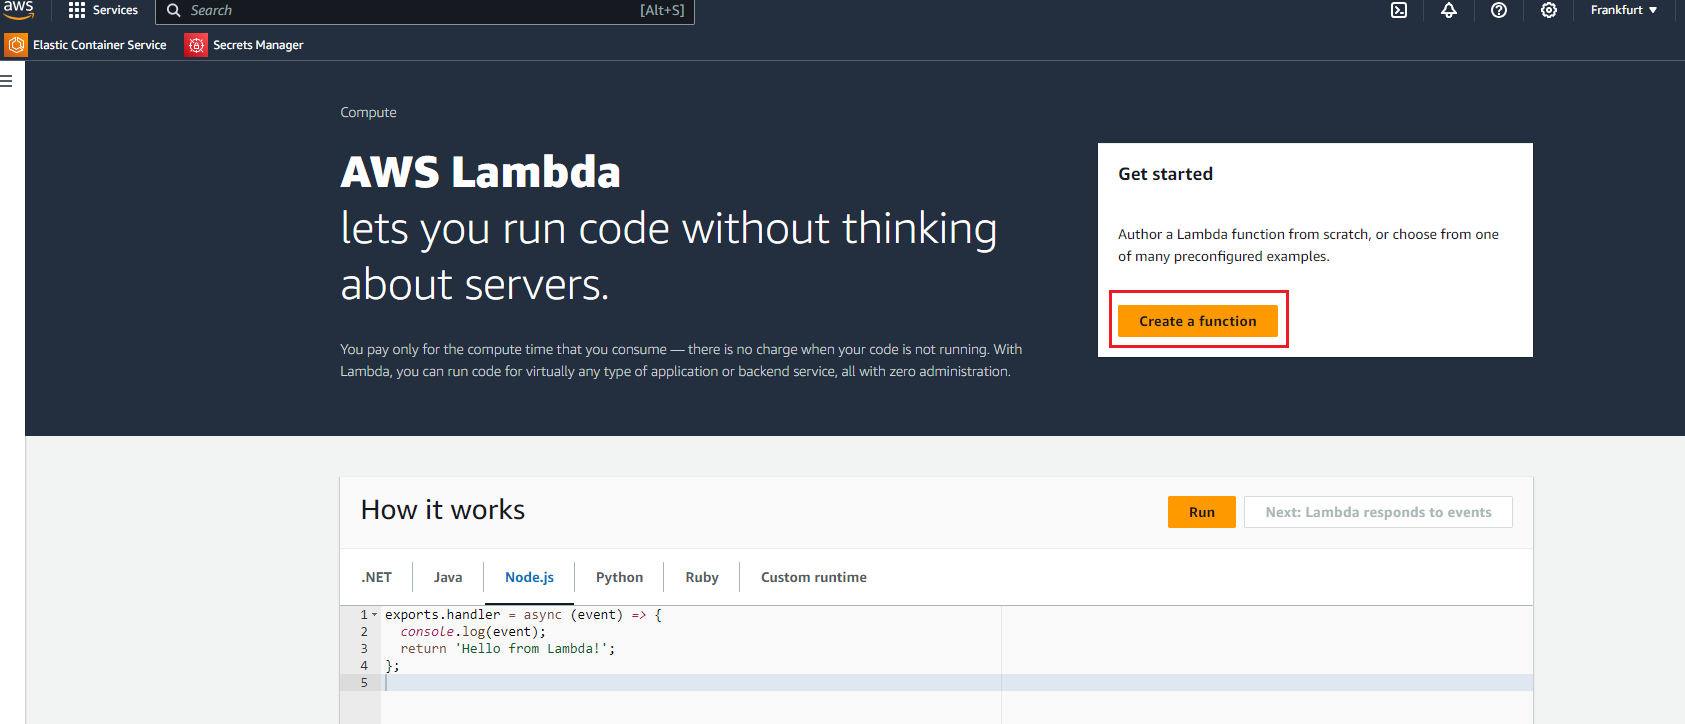 aws
Services
Search
[Alt+S]
Frankfurt
Elastic Container Service
Secrets Manager
Compute
AWS Lambda
lets you run code without thinking
about servers.
You pay only for the compute time that you consume — there is no charge when your code is not running. With
Lambda, you can run code for virtually any type of application or backend service, all with zero administration.
Get started
Author a Lambda function from scratch, or choose from one
of many preconfigured examples.
Create a function
How it works
Run
Next: Lambda responds to events
.NET
Java
Node.js
Python
Ruby
Custom runtime
1 exports.handler = async (event) => {
2 console.log(event);
3 return 'Hello from Lambda!';
4 };
5